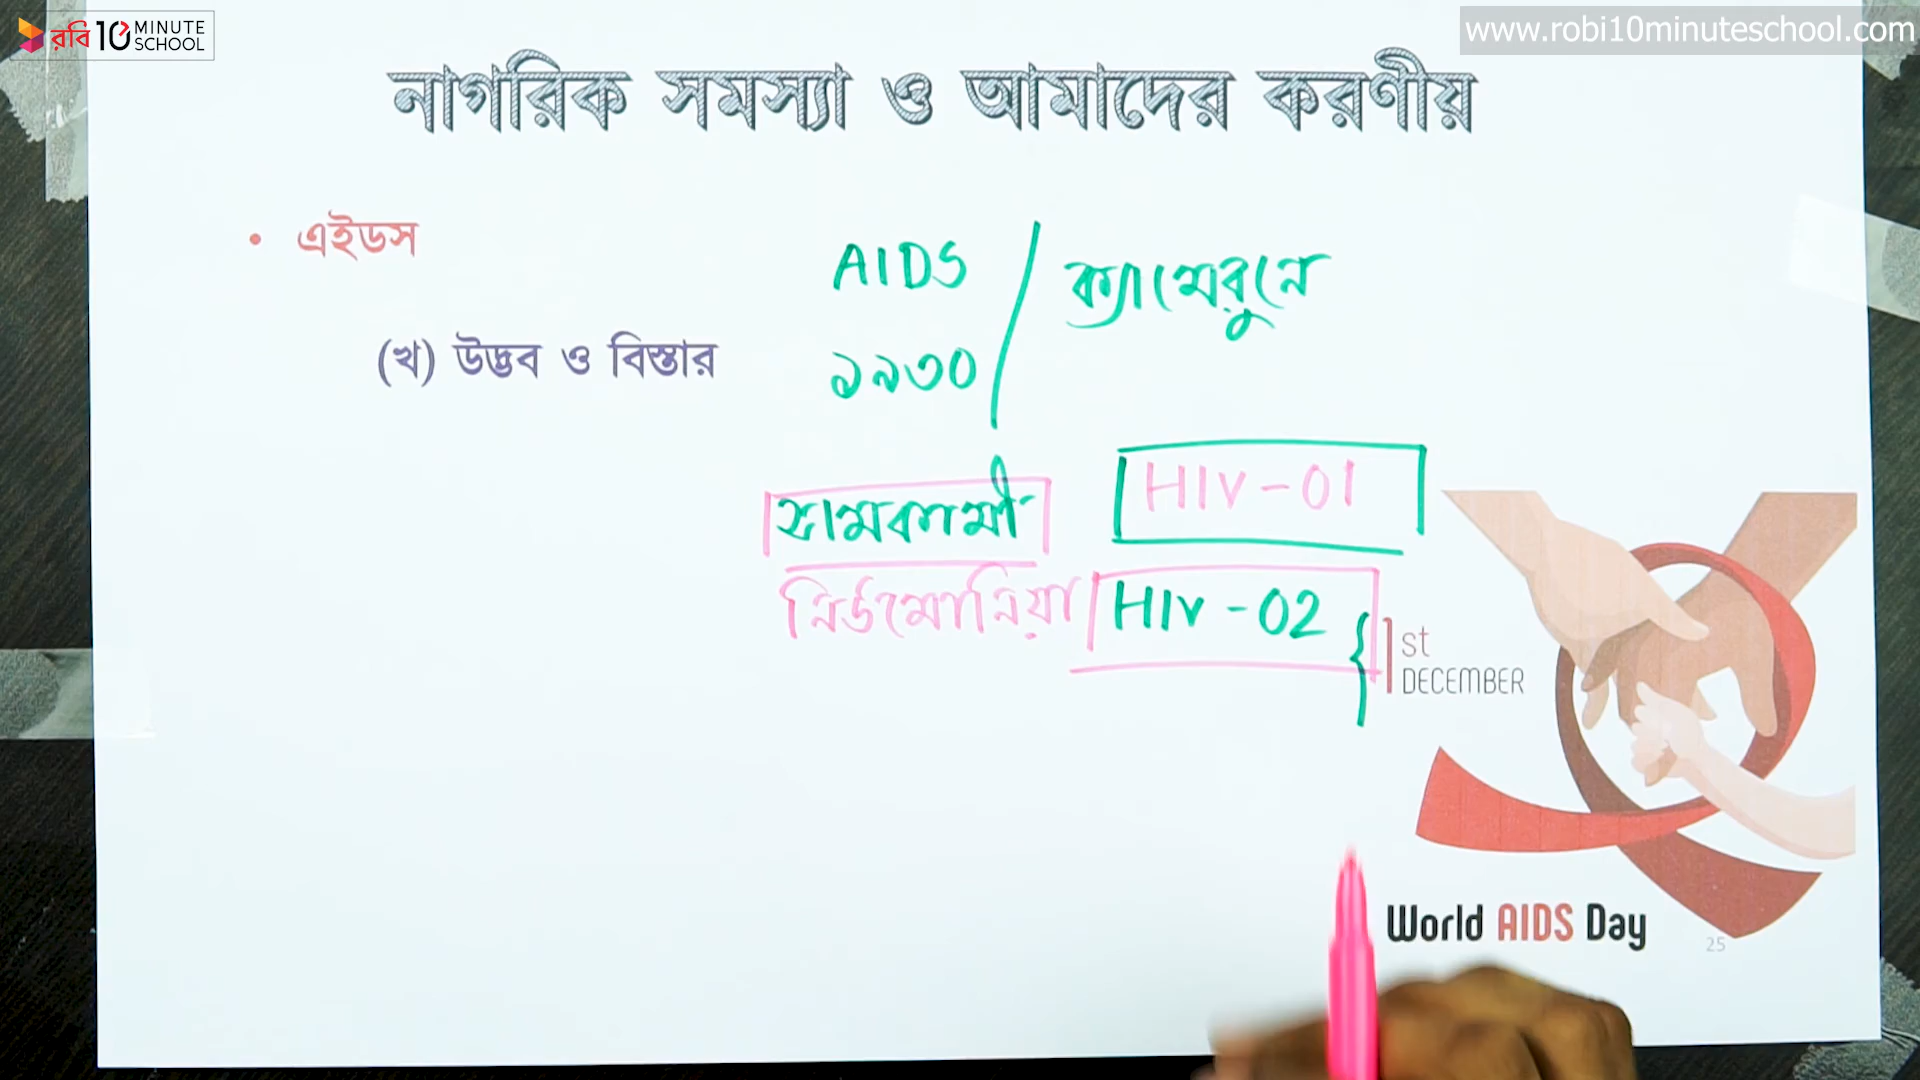 রবি 10 MINUTE SCHOOL
www.robi10minuteschool.com
নাগরিক সমস্যা ও আমাদের করণীয়
• এইডস
AIDS / ক্যামেরুনে
(খ) উদ্ভব ও বিস্তার
১৯৩০
সামকামী HIV-01
নিউমোনিয়া HIV-02
{ 1st DECEMBER
World AIDS Day
25